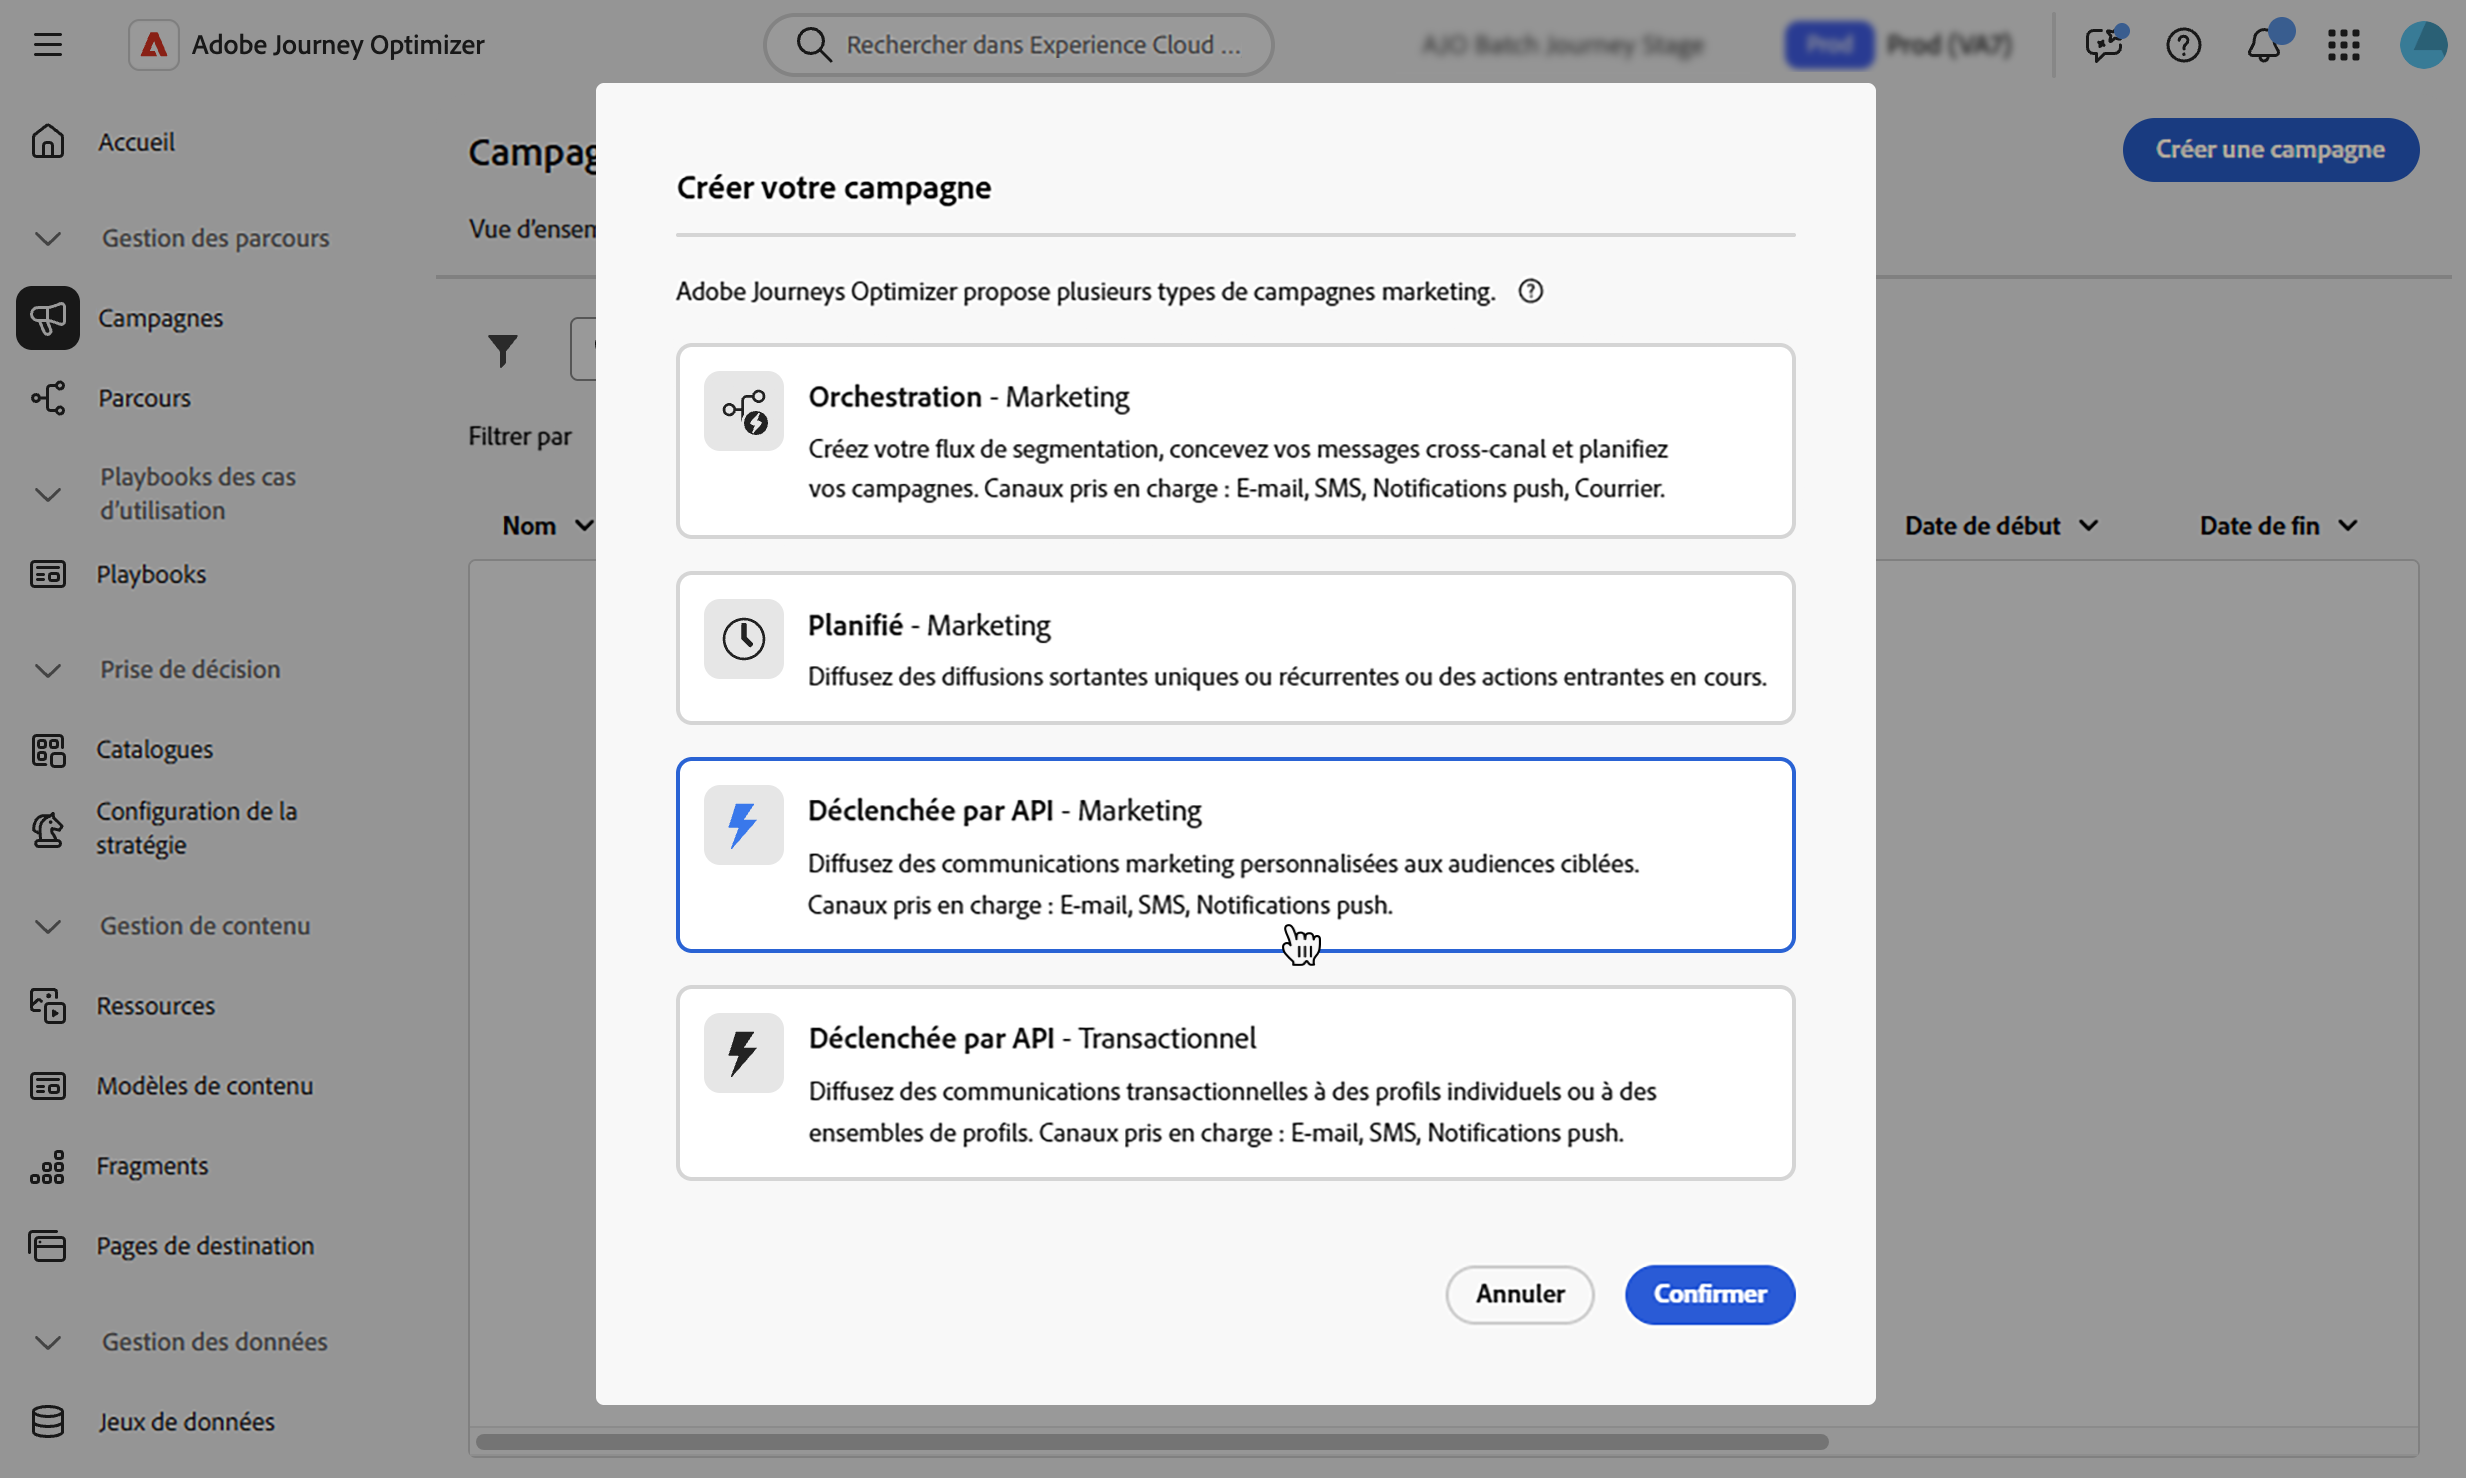 Adobe Journey Optimizer
Rechercher dans Experience Cloud ...
AJO Batch Journey Stage
Prod
Prod (VA7)
Accueil
Gestion des parcours
Campagnes
Parcours
Playbooks des cas
d'utilisation
Playbooks
Prise de décision
Catalogues
Configuration de la
stratégie
Gestion de contenu
Ressources
Modèles de contenu
Fragments
Pages de destination
Gestion des données
Jeux de données
Campag
Créer une campagne
Vue d'ensem
Filtrer par
Nom
Date de début
Date de fin
Créer votre campagne
Adobe Journeys Optimizer propose plusieurs types de campagnes marketing.
Orchestration - Marketing
Créez votre flux de segmentation, concevez vos messages cross-canal et planifiez
vos campagnes. Canaux pris en charge : E-mail, SMS, Notifications push, Courrier.
Planifié - Marketing
Diffusez des diffusions sortantes uniques ou récurrentes ou des actions entrantes en cours.
Déclenchée par API - Marketing
Diffusez des communications marketing personnalisées aux audiences ciblées.
Canaux pris en charge : E-mail, SMS, Notifications push.
Déclenchée par API - Transactionnel
Diffusez des communications transactionnelles à des profils individuels ou à des
ensembles de profils. Canaux pris en charge : E-mail, SMS, Notifications push.
Annuler
Confirmer